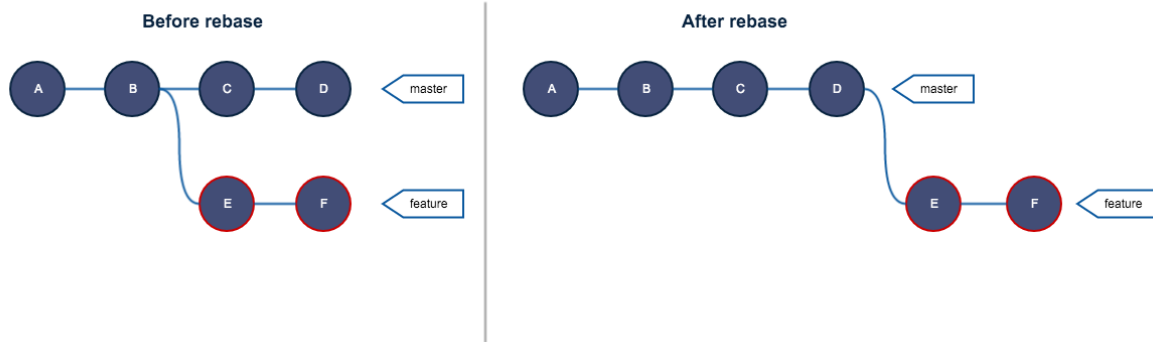 Before rebase
A
B
C
D
master
E
F
feature
After rebase
A
B
C
D
master
E
F
feature